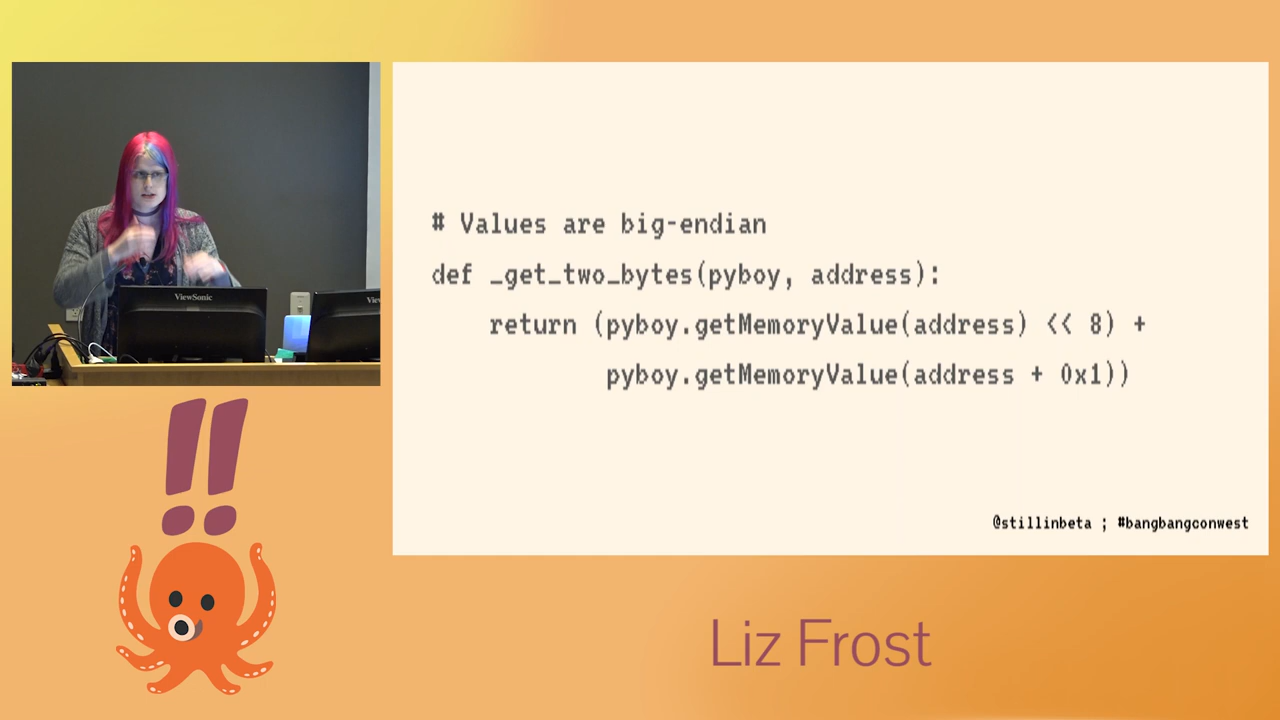 ViewSonic
# Values are big-endian
def _get_two_bytes(pyboy, address):
return (pyboy.getMemoryValue(address) << 8) +
pyboy.getMemoryValue(address + 0x1))
@stillinbeta ; #bangbangconwest
!!
Liz Frost